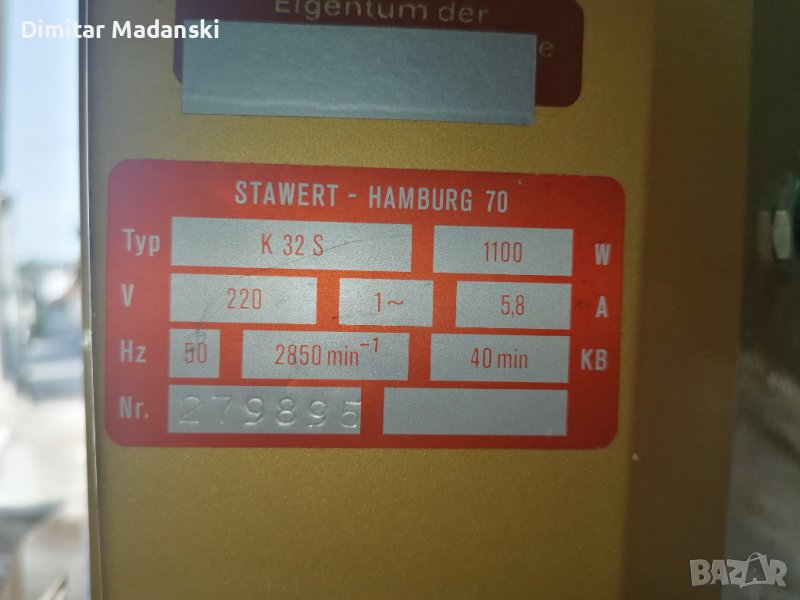 Dimitar Madanski
Eigentum der
e
STAWERT - HAMBURG 70
Typ K 32 S 1100 W
V 220 1~ 5,8 A
Hz 50 2850 min⁻¹ 40 min KB
Nr. 279895
BAZAR